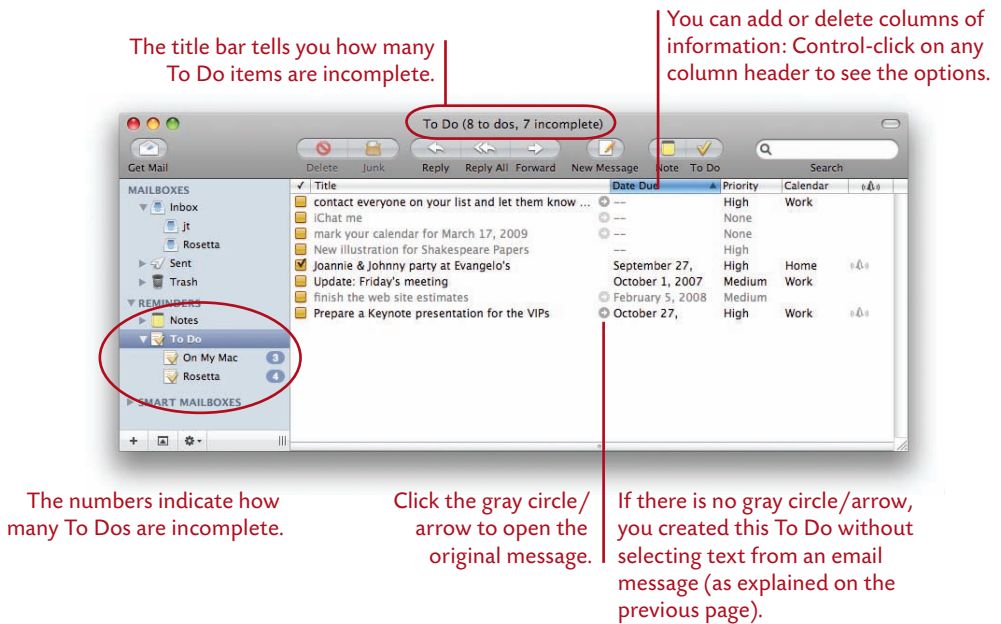 You can add or delete columns of
information: Control-click on any
column header to see the options.
The title bar tells you how many
To Do items are incomplete.
To Do (8 to dos, 7 incomplete)
Get Mail Delete Junk Reply Reply All Forward New Message Note To Do Search
MAILBOXES
Inbox
jt
Rosetta
Sent
Trash
REMINDERS
Notes
To Do
On My Mac 3
Rosetta 4
SMART MAILBOXES
✓ Title Date Due Priority Calendar
contact everyone on your list and let them know ... -- High Work
iChat me -- None
mark your calendar for March 17, 2009 -- None
New illustration for Shakespeare Papers -- High
Joannie & Johnny party at Evangelo's September 27, High Home
Update: Friday's meeting October 1, 2007 Medium Work
finish the web site estimates February 5, 2008 Medium
Prepare a Keynote presentation for the VIPs October 27, High Work
The numbers indicate how
many To Dos are incomplete.
Click the gray circle/
arrow to open the
original message.
If there is no gray circle/arrow,
you created this To Do without
selecting text from an email
message (as explained on the
previous page).